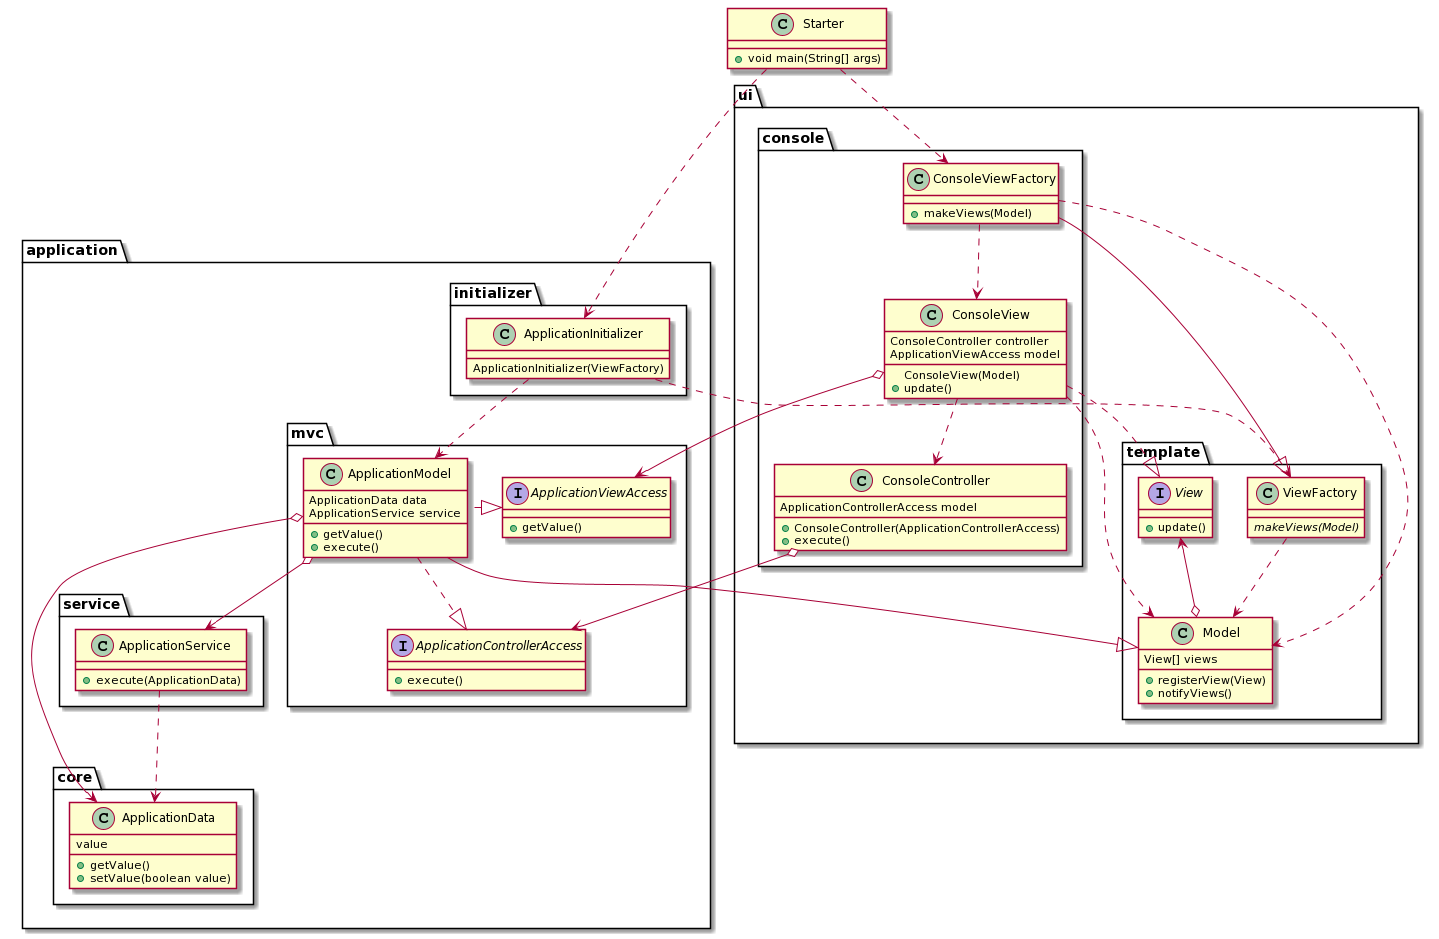 C Starter
void main(String[] args)
ui
console
C ConsoleViewFactory
makeViews(Model)
application
initializer
C ApplicationInitializer
ApplicationInitializer(ViewFactory)
C ConsoleView
ConsoleController controller
ApplicationViewAccess model
ConsoleView(Model)
update()
mvc
C ApplicationModel
ApplicationData data
ApplicationService service
getValue()
execute()
I ApplicationViewAccess
getValue()
C ConsoleController
ApplicationControllerAccess model
ConsoleController(ApplicationControllerAccess)
execute()
template
I View
update()
C ViewFactory
makeViews(Model)
service
C ApplicationService
execute(ApplicationData)
I ApplicationControllerAccess
execute()
C Model
View[] views
registerView(View)
notifyViews()
core
C ApplicationData
value
getValue()
setValue(boolean value)